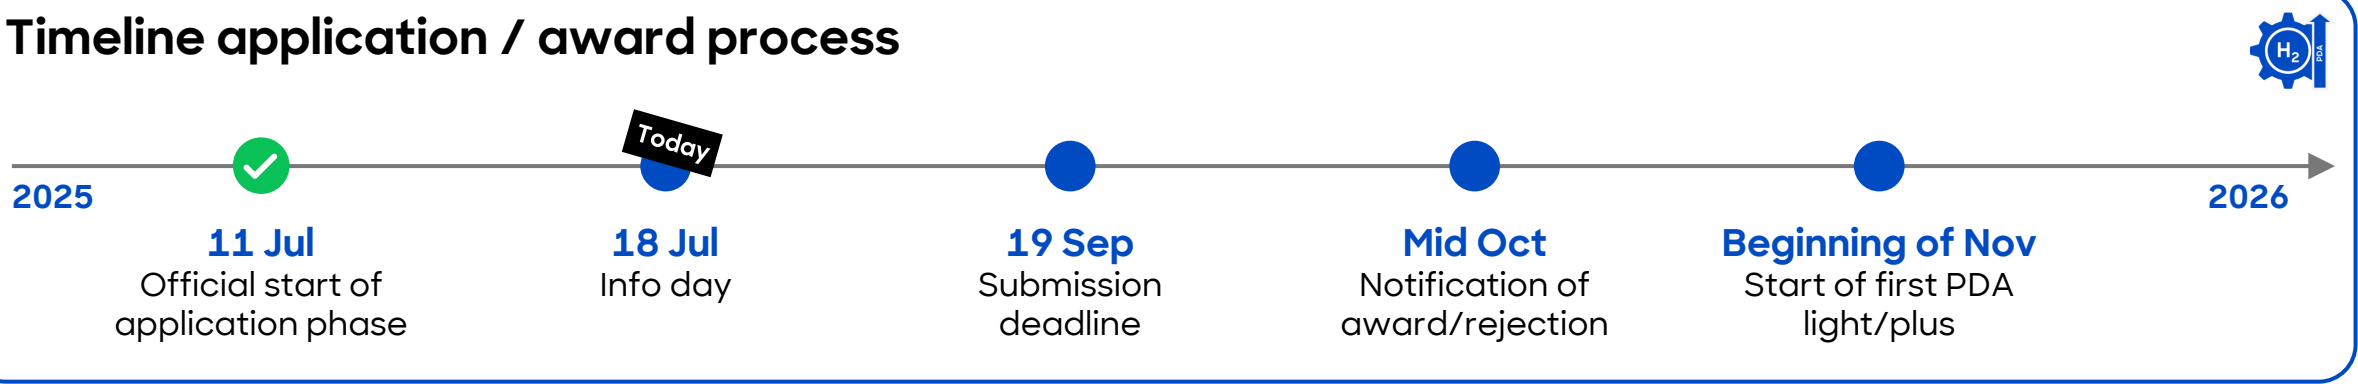 Timeline application / award process
H2
PDA
Today
2025
2026
11 Jul
Official start of
application phase
18 Jul
Info day
19 Sep
Submission
deadline
Mid Oct
Notification of
award/rejection
Beginning of Nov
Start of first PDA
light/plus